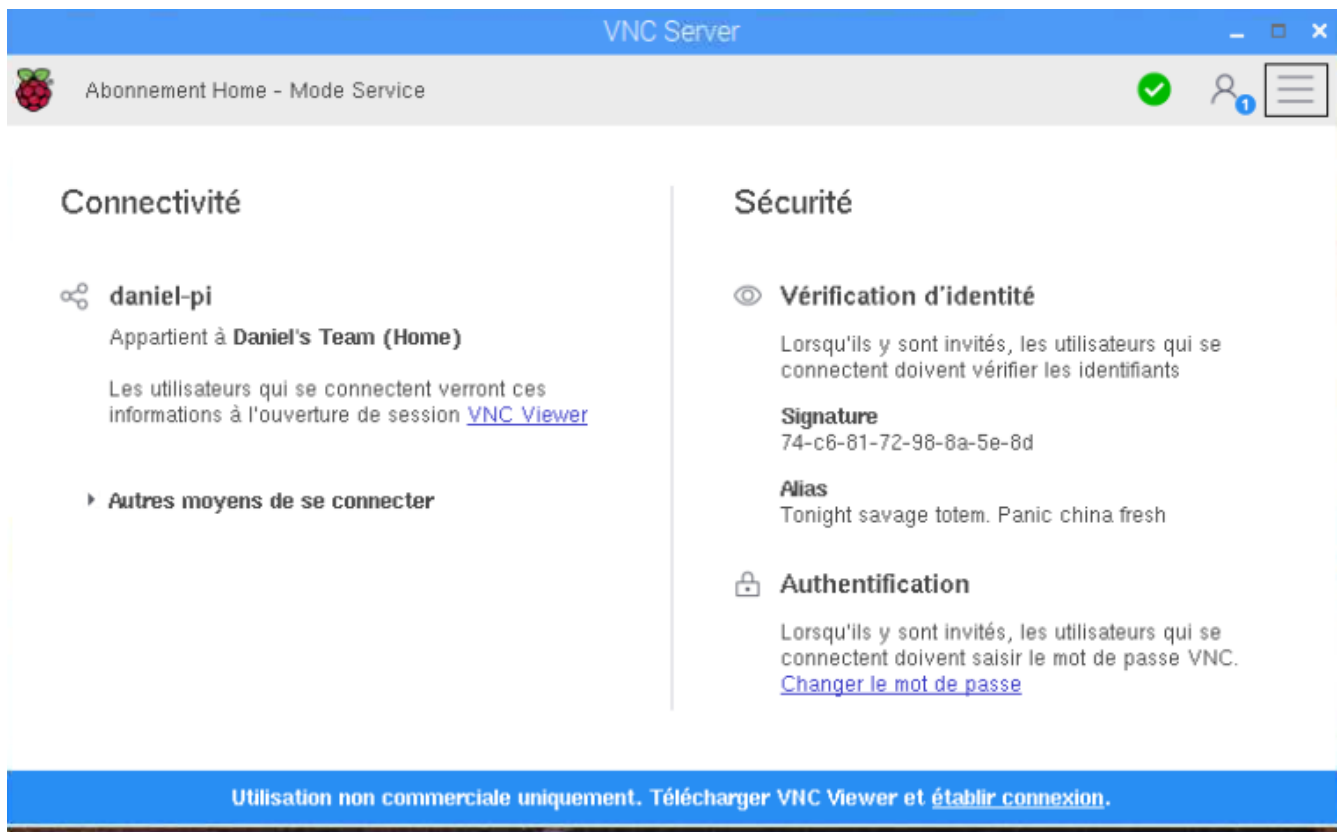 VNC Server
Abonnement Home - Mode Service
1
Connectivité
daniel-pi
Appartient à Daniel's Team (Home)
Les utilisateurs qui se connectent verront ces
informations à l'ouverture de session VNC Viewer
Autres moyens de se connecter
Sécurité
Vérification d'identité
Lorsqu'ils y sont invités, les utilisateurs qui se
connectent doivent vérifier les identifiants
Signature
74-c6-81-72-98-8a-5e-8d
Alias
Tonight savage totem. Panic china fresh
Authentification
Lorsqu'ils y sont invités, les utilisateurs qui se
connectent doivent saisir le mot de passe VNC.
Changer le mot de passe
Utilisation non commerciale uniquement. Télécharger VNC Viewer et établir connexion.